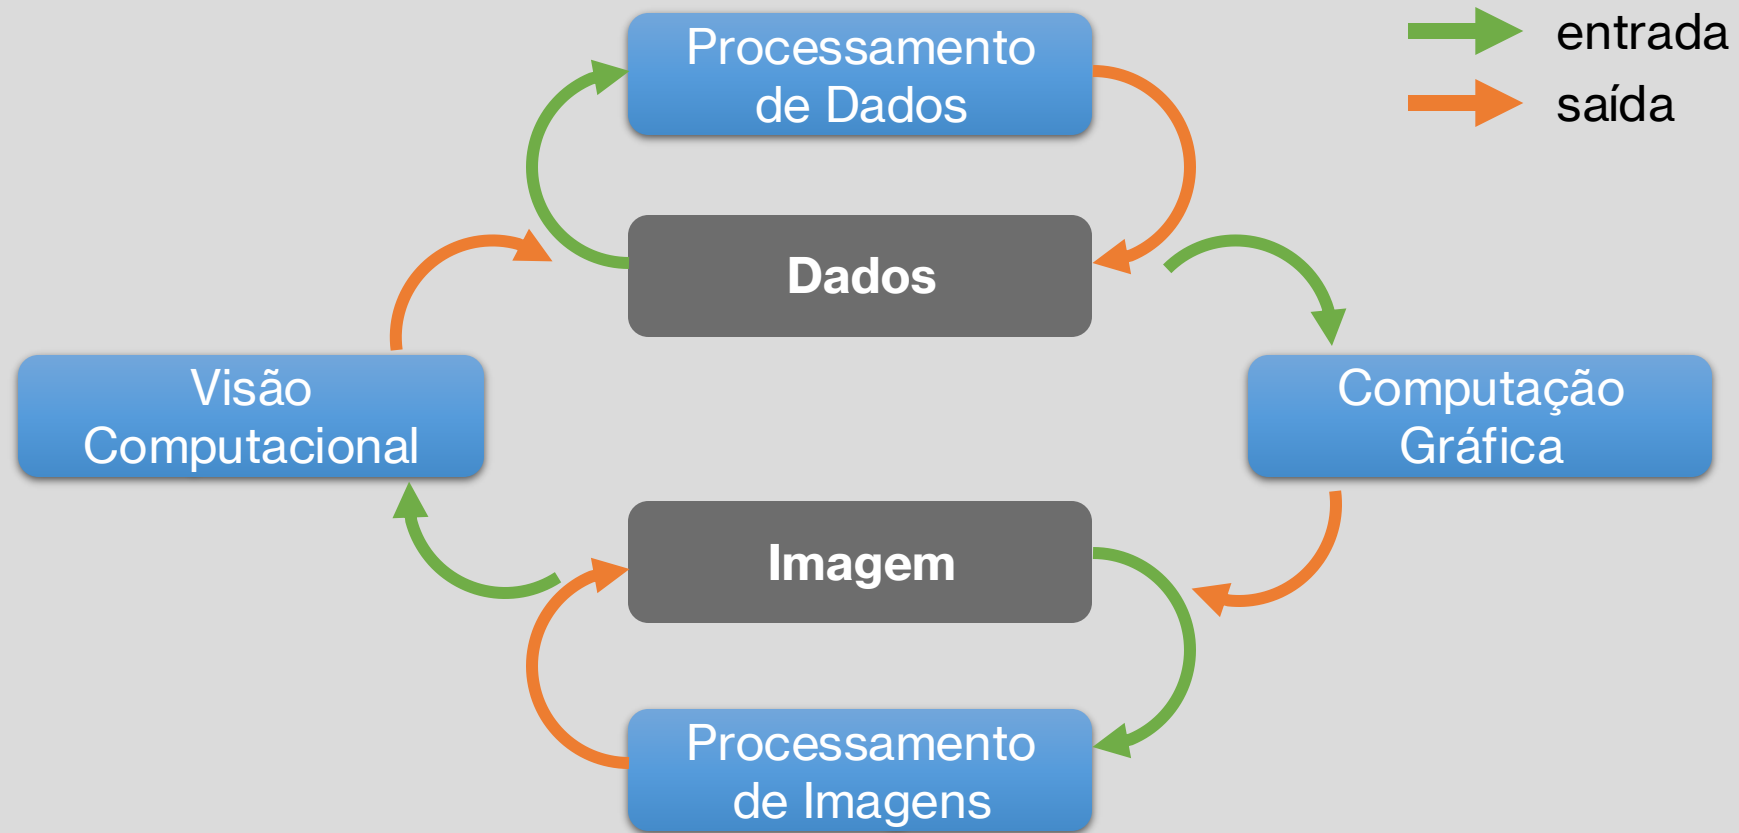 Processamento
de Dados
entrada
saída
Dados
Visão
Computacional
Computação
Gráfica
Imagem
Processamento
de Imagens